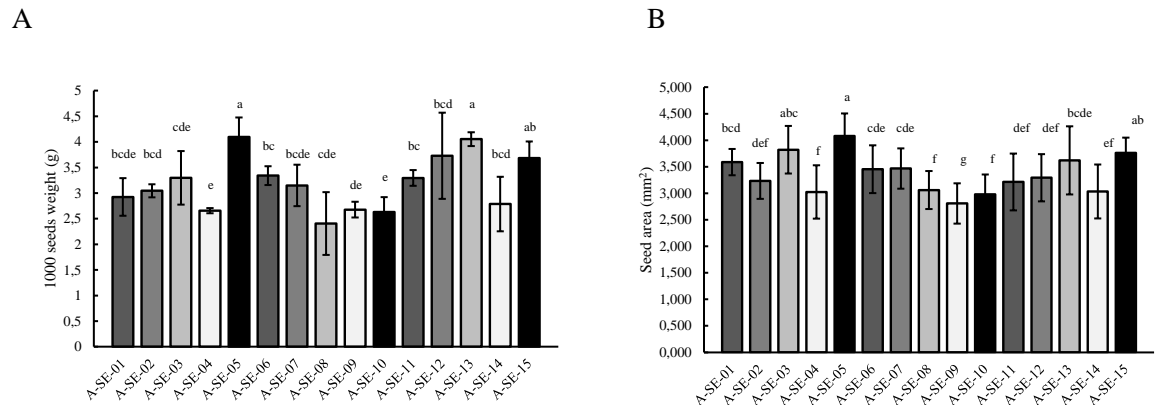 A
B
1000 seeds weight (g)
5
4,5
4
3,5
3
2,5
2
1,5
1
0,5
0
bcde
bcd
cde
e
a
bc
bcde
cde
de
e
bc
bcd
a
bcd
ab
A-SE-01
A-SE-02
A-SE-03
A-SE-04
A-SE-05
A-SE-06
A-SE-07
A-SE-08
A-SE-09
A-SE-10
A-SE-11
A-SE-12
A-SE-13
A-SE-14
A-SE-15
Seed area (mm²)
5,000
4,500
4,000
3,500
3,000
2,500
2,000
1,500
1,000
0,500
0,000
bcd
def
abc
f
a
cde
cde
f
g
f
def
def
bcde
ef
ab
A-SE-01
A-SE-02
A-SE-03
A-SE-04
A-SE-05
A-SE-06
A-SE-07
A-SE-08
A-SE-09
A-SE-10
A-SE-11
A-SE-12
A-SE-13
A-SE-14
A-SE-15